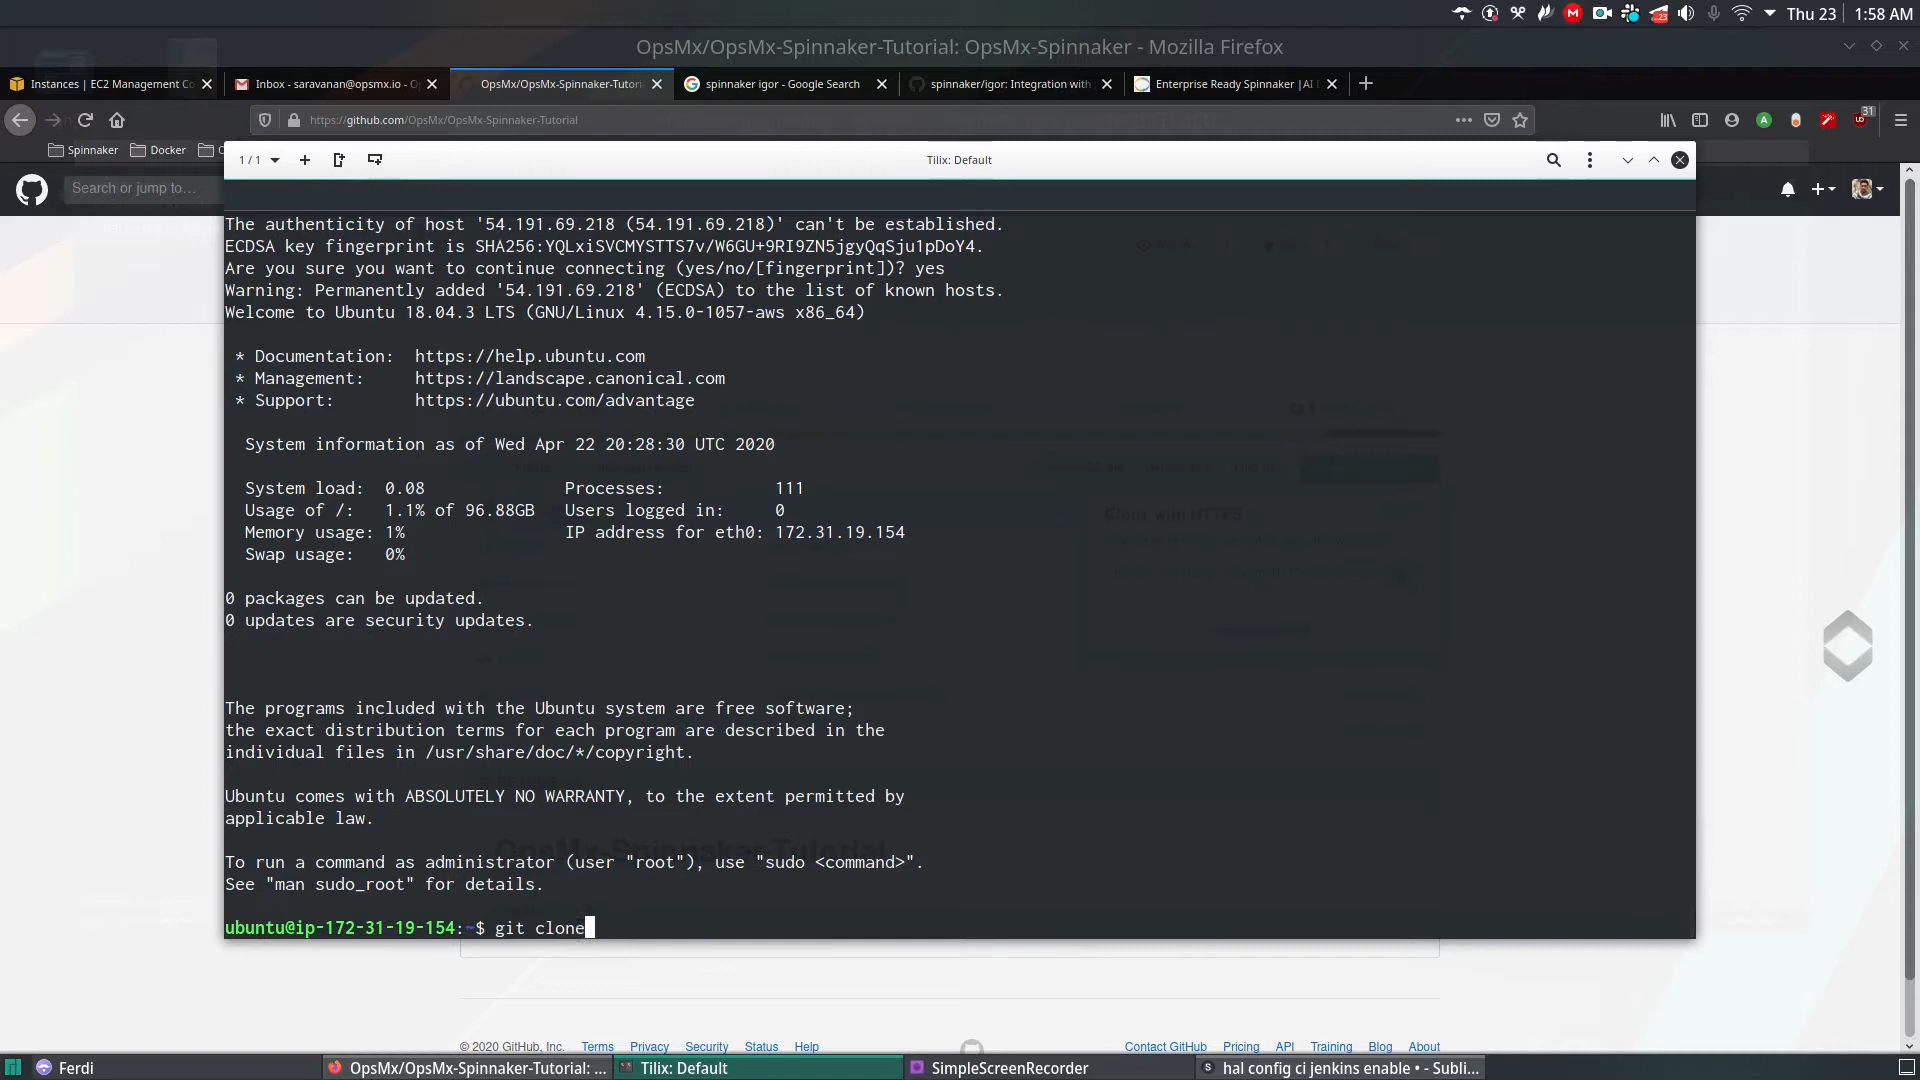 Thu 23
1:58 AM
23
OpsMx/OpsMx-Spinnaker-Tutorial: OpsMx-Spinnaker - Mozilla Firefox
Instances | EC2 Management Co
Inbox - saravanan@opsmx.io - O
OpsMx/OpsMx-Spinnaker-Tutoria
spinnaker igor - Google Search
spinnaker/igor: Integration with
Enterprise Ready Spinnaker |AI
https://github.com/OpsMx/OpsMx-Spinnaker-Tutorial
31
Spinnaker
Docker
1 / 1
Tilix: Default
Search or jump to…
The authenticity of host '54.191.69.218 (54.191.69.218)' can't be established.
ECDSA key fingerprint is SHA256:YQLxiSVCMYSTTS7v/W6GU+9RI9ZN5jgyQqSju1pDoY4.
Are you sure you want to continue connecting (yes/no/[fingerprint])? yes
Warning: Permanently added '54.191.69.218' (ECDSA) to the list of known hosts.
Welcome to Ubuntu 18.04.3 LTS (GNU/Linux 4.15.0-1057-aws x86_64)
* Documentation:  https://help.ubuntu.com
* Management:     https://landscape.canonical.com
* Support:        https://ubuntu.com/advantage
System information as of Wed Apr 22 20:28:30 UTC 2020
System load:  0.08              Processes:           111
Usage of /:   1.1% of 96.88GB   Users logged in:     0
Memory usage: 1%                IP address for eth0: 172.31.19.154
Swap usage:   0%
0 packages can be updated.
0 updates are security updates.
The programs included with the Ubuntu system are free software;
the exact distribution terms for each program are described in the
individual files in /usr/share/doc/*/copyright.
Ubuntu comes with ABSOLUTELY NO WARRANTY, to the extent permitted by
applicable law.
OpsMx-Spinnaker-Tutorial
To run a command as administrator (user "root"), use "sudo <command>".
See "man sudo_root" for details.
ubuntu@ip-172-31-19-154:~$ git clone
© 2020 GitHub, Inc.
Terms
Privacy
Security
Status
Help
Contact GitHub
Pricing
API
Training
Blog
About
Ferdi
OpsMx/OpsMx-Spinnaker-Tutorial: ...
Tilix: Default
SimpleScreenRecorder
hal config ci jenkins enable • - Subli...